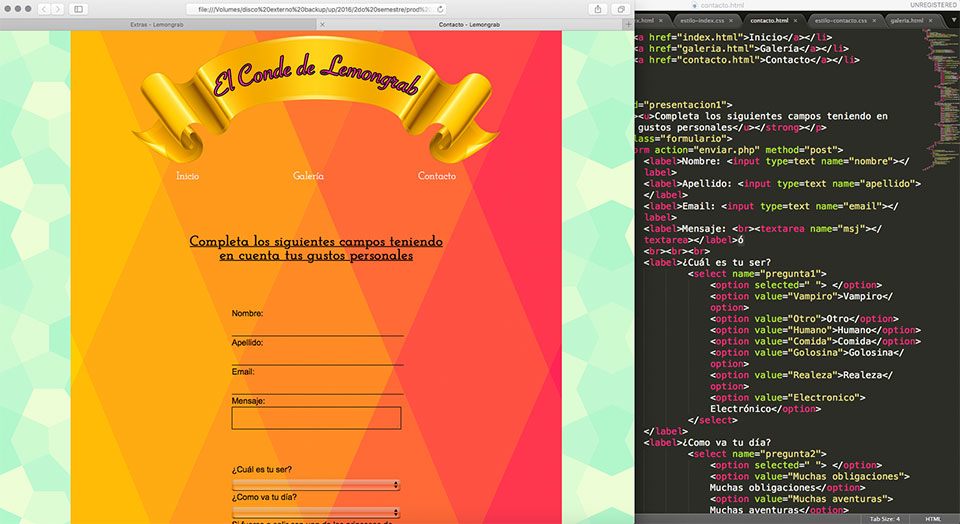 file:///Volumes/disco%20externo%20backup/up/2016/2do%20semestre/prod
Extras - Lemongrab
Contacto - Lemongrab
El Conde de Lemongrab
Inicio
Galería
Contacto
Completa los siguientes campos teniendo
en cuenta tus gustos personales
Nombre:
Apellido:
Email:
Mensaje:
¿Cuál es tu ser?
¿Como va tu día?
contacto.html
UNREGISTERED
ex.html
estilo-index.css
contacto.html
estilo-contacto.css
galeria.html
<a href="index.html">Inicio</a></li>
<a href="galeria.html">Galería</a></li>
<a href="contacto.html">Contacto</a></li>
d="presentacion1">
><u>Completa los siguientes campos teniendo en
gustos personales</u></strong></p>
lass="formulario">
orm action="enviar.php" method="post">
<label>Nombre: <input type=text name="nombre"></
label>
<label>Apellido: <input type=text name="apellido">
</label>
<label>Email: <input type=text name="email"></
label>
<label>Mensaje: <br><textarea name="msj"></
textarea></label>ó
<br><br><br>
<label>¿Cuál es tu ser?
<select name="pregunta1">
<option selected=" "> </option>
<option value="Vampiro">Vampiro</
option>
<option value="Otro">Otro</option>
<option value="Humano">Humano</option>
<option value="Comida">Comida</option>
<option value="Golosina">Golosina</
option>
<option value="Realeza">Realeza</
option>
<option value="Electronico">
Electrónico</option>
</select>
</label>
<label>¿Como va tu día?
<select name="pregunta2">
<option selected=" "> </option>
<option value="Muchas obligaciones">
Muchas obligaciones</option>
<option value="Muchas aventuras">
Muchas aventuras</option>
Tab Size: 4
HTML